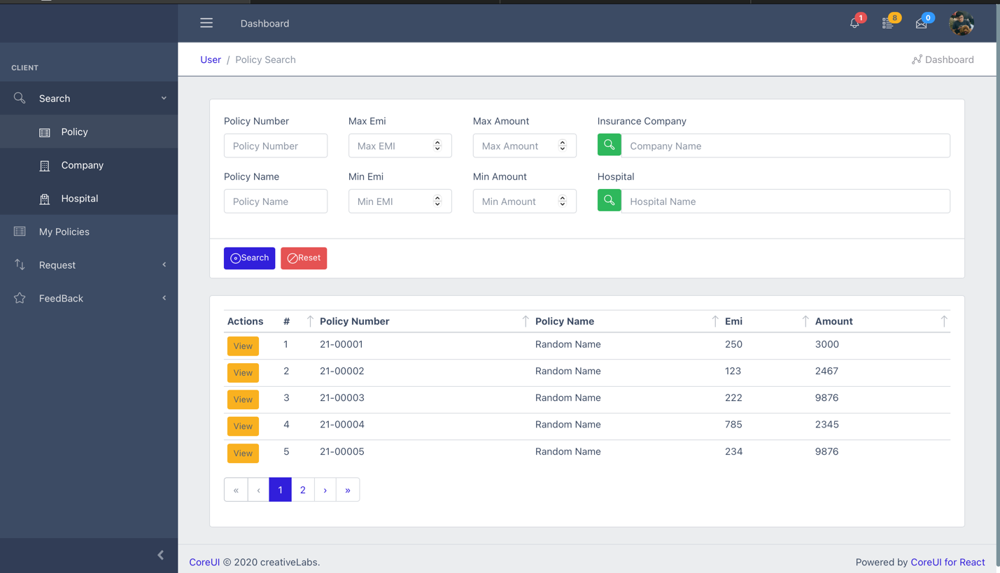 Dashboard
1
8
0
User / Policy Search
Dashboard
CLIENT
Search
Policy
Company
Hospital
My Policies
Request
FeedBack
Policy Number
Max Emi
Max Amount
Insurance Company
Policy Number
Max EMI
Max Amount
Company Name
Policy Name
Min Emi
Min Amount
Hospital
Policy Name
Min EMI
Min Amount
Hospital Name
Search
Reset
Actions # Policy Number Policy Name Emi Amount
View 1 21-00001 Random Name 250 3000
View 2 21-00002 Random Name 123 2467
View 3 21-00003 Random Name 222 9876
View 4 21-00004 Random Name 785 2345
View 5 21-00005 Random Name 234 9876
« ‹ 1 2 › »
CoreUI © 2020 creativeLabs.
Powered by CoreUI for React